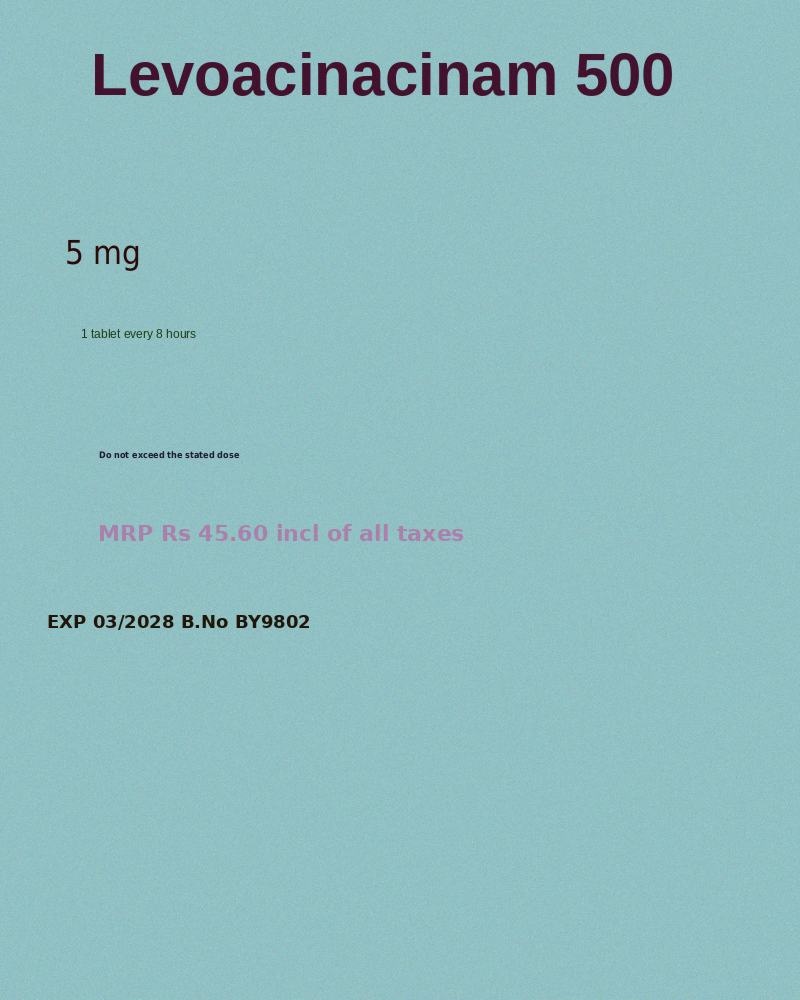 Levoacinacinam 500
5 mg
1 tablet every 8 hours
Do not exceed the stated dose
MRP Rs 45.60 incl of all taxes
EXP 03/2028 B.No BY9802